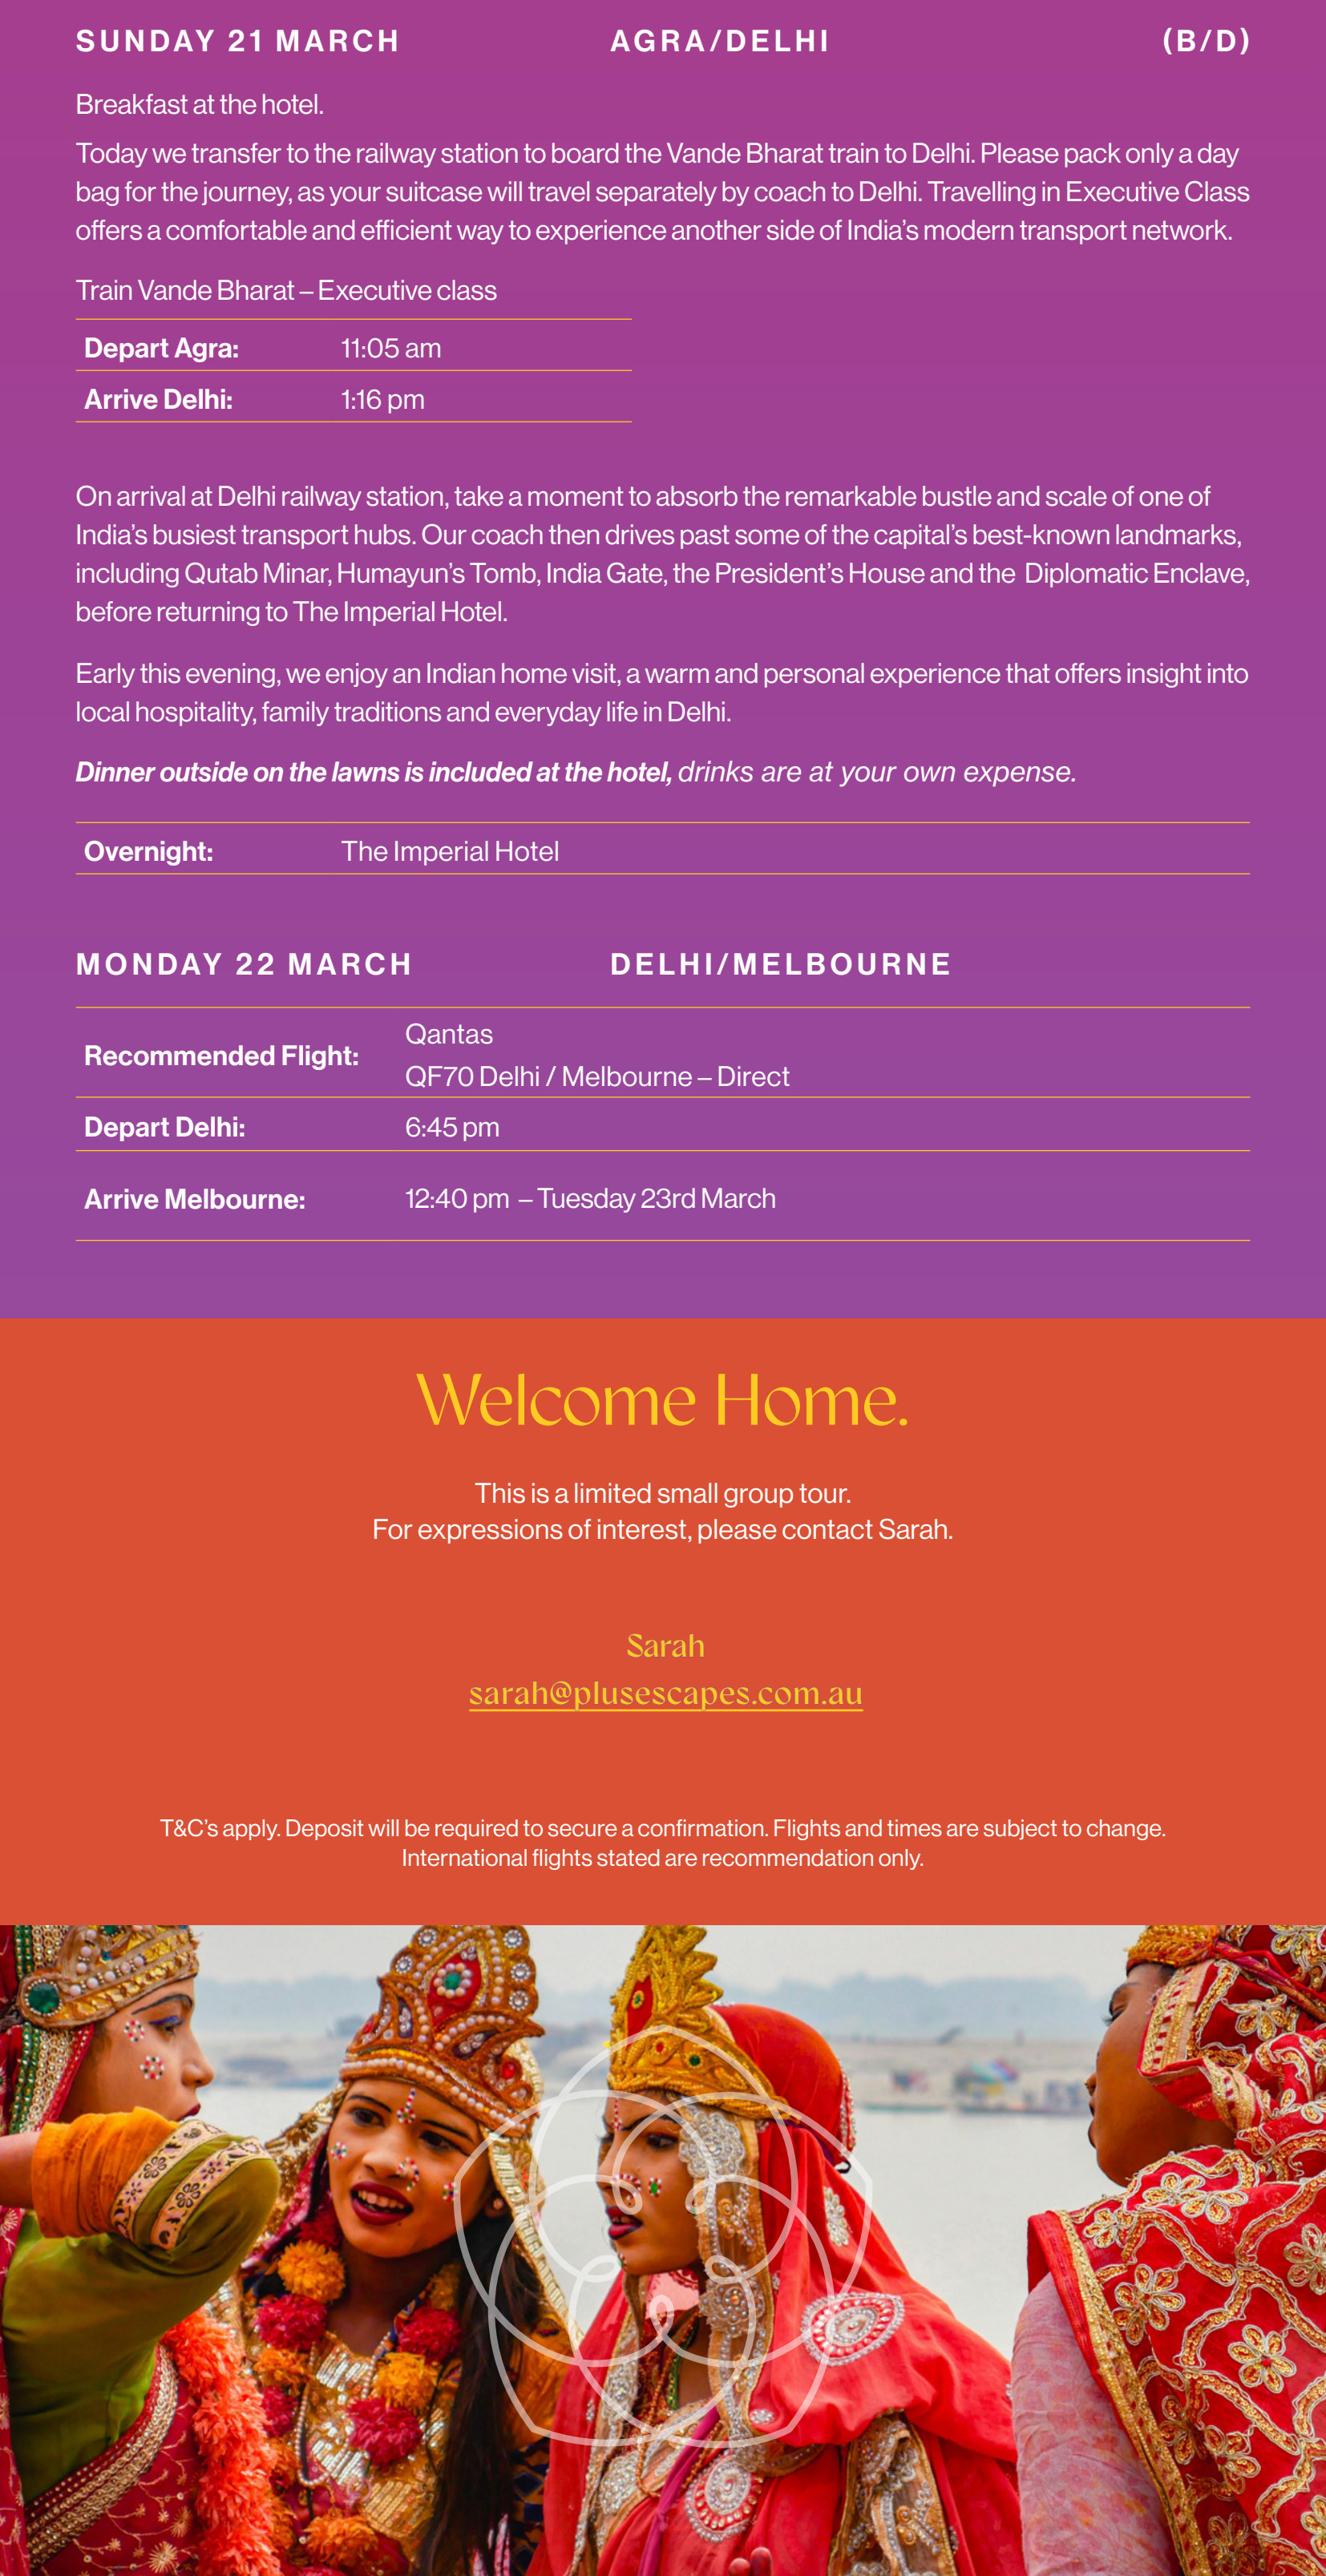 SUNDAY 21 MARCH AGRA/DELHI (B/D)
Breakfast at the hotel.
Today we transfer to the railway station to board the Vande Bharat train to Delhi. Please pack only a day
bag for the journey, as your suitcase will travel separately by coach to Delhi. Travelling in Executive Class
offers a comfortable and efficient way to experience another side of India's modern transport network.
Train Vande Bharat – Executive class
Depart Agra: 11:05 am
Arrive Delhi: 1:16 pm
On arrival at Delhi railway station, take a moment to absorb the remarkable bustle and scale of one of
India's busiest transport hubs. Our coach then drives past some of the capital's best-known landmarks,
including Qutab Minar, Humayun's Tomb, India Gate, the President's House and the Diplomatic Enclave,
before returning to The Imperial Hotel.
Early this evening, we enjoy an Indian home visit, a warm and personal experience that offers insight into
local hospitality, family traditions and everyday life in Delhi.
Dinner outside on the lawns is included at the hotel, drinks are at your own expense.
Overnight: The Imperial Hotel
MONDAY 22 MARCH DELHI/MELBOURNE
Recommended Flight: Qantas
QF70 Delhi / Melbourne – Direct
Depart Delhi: 6:45 pm
Arrive Melbourne: 12:40 pm – Tuesday 23rd March
Welcome Home.
This is a limited small group tour.
For expressions of interest, please contact Sarah.
Sarah
sarah@plusescapes.com.au
T&C's apply. Deposit will be required to secure a confirmation. Flights and times are subject to change.
International flights stated are recommendation only.